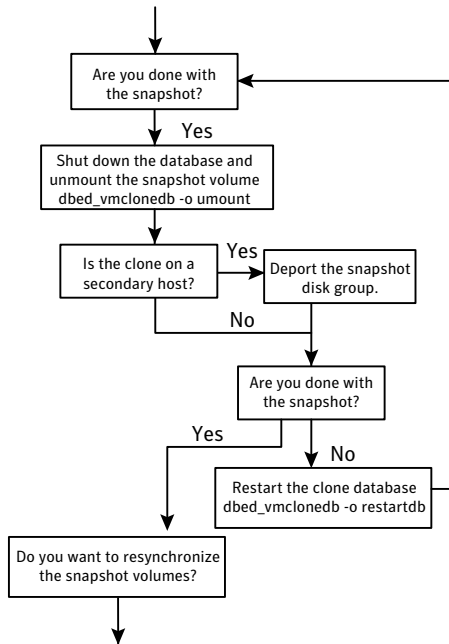 Are you done with
the snapshot?
Yes
Shut down the database and
unmount the snapshot volume
dbed_vmclonedb -o umount
Is the clone on a
secondary host?
Yes
Deport the snapshot
disk group.
No
Are you done with
the snapshot?
Yes
No
Restart the clone database
dbed_vmclonedb -o restartdb
Do you want to resynchronize
the snapshot volumes?